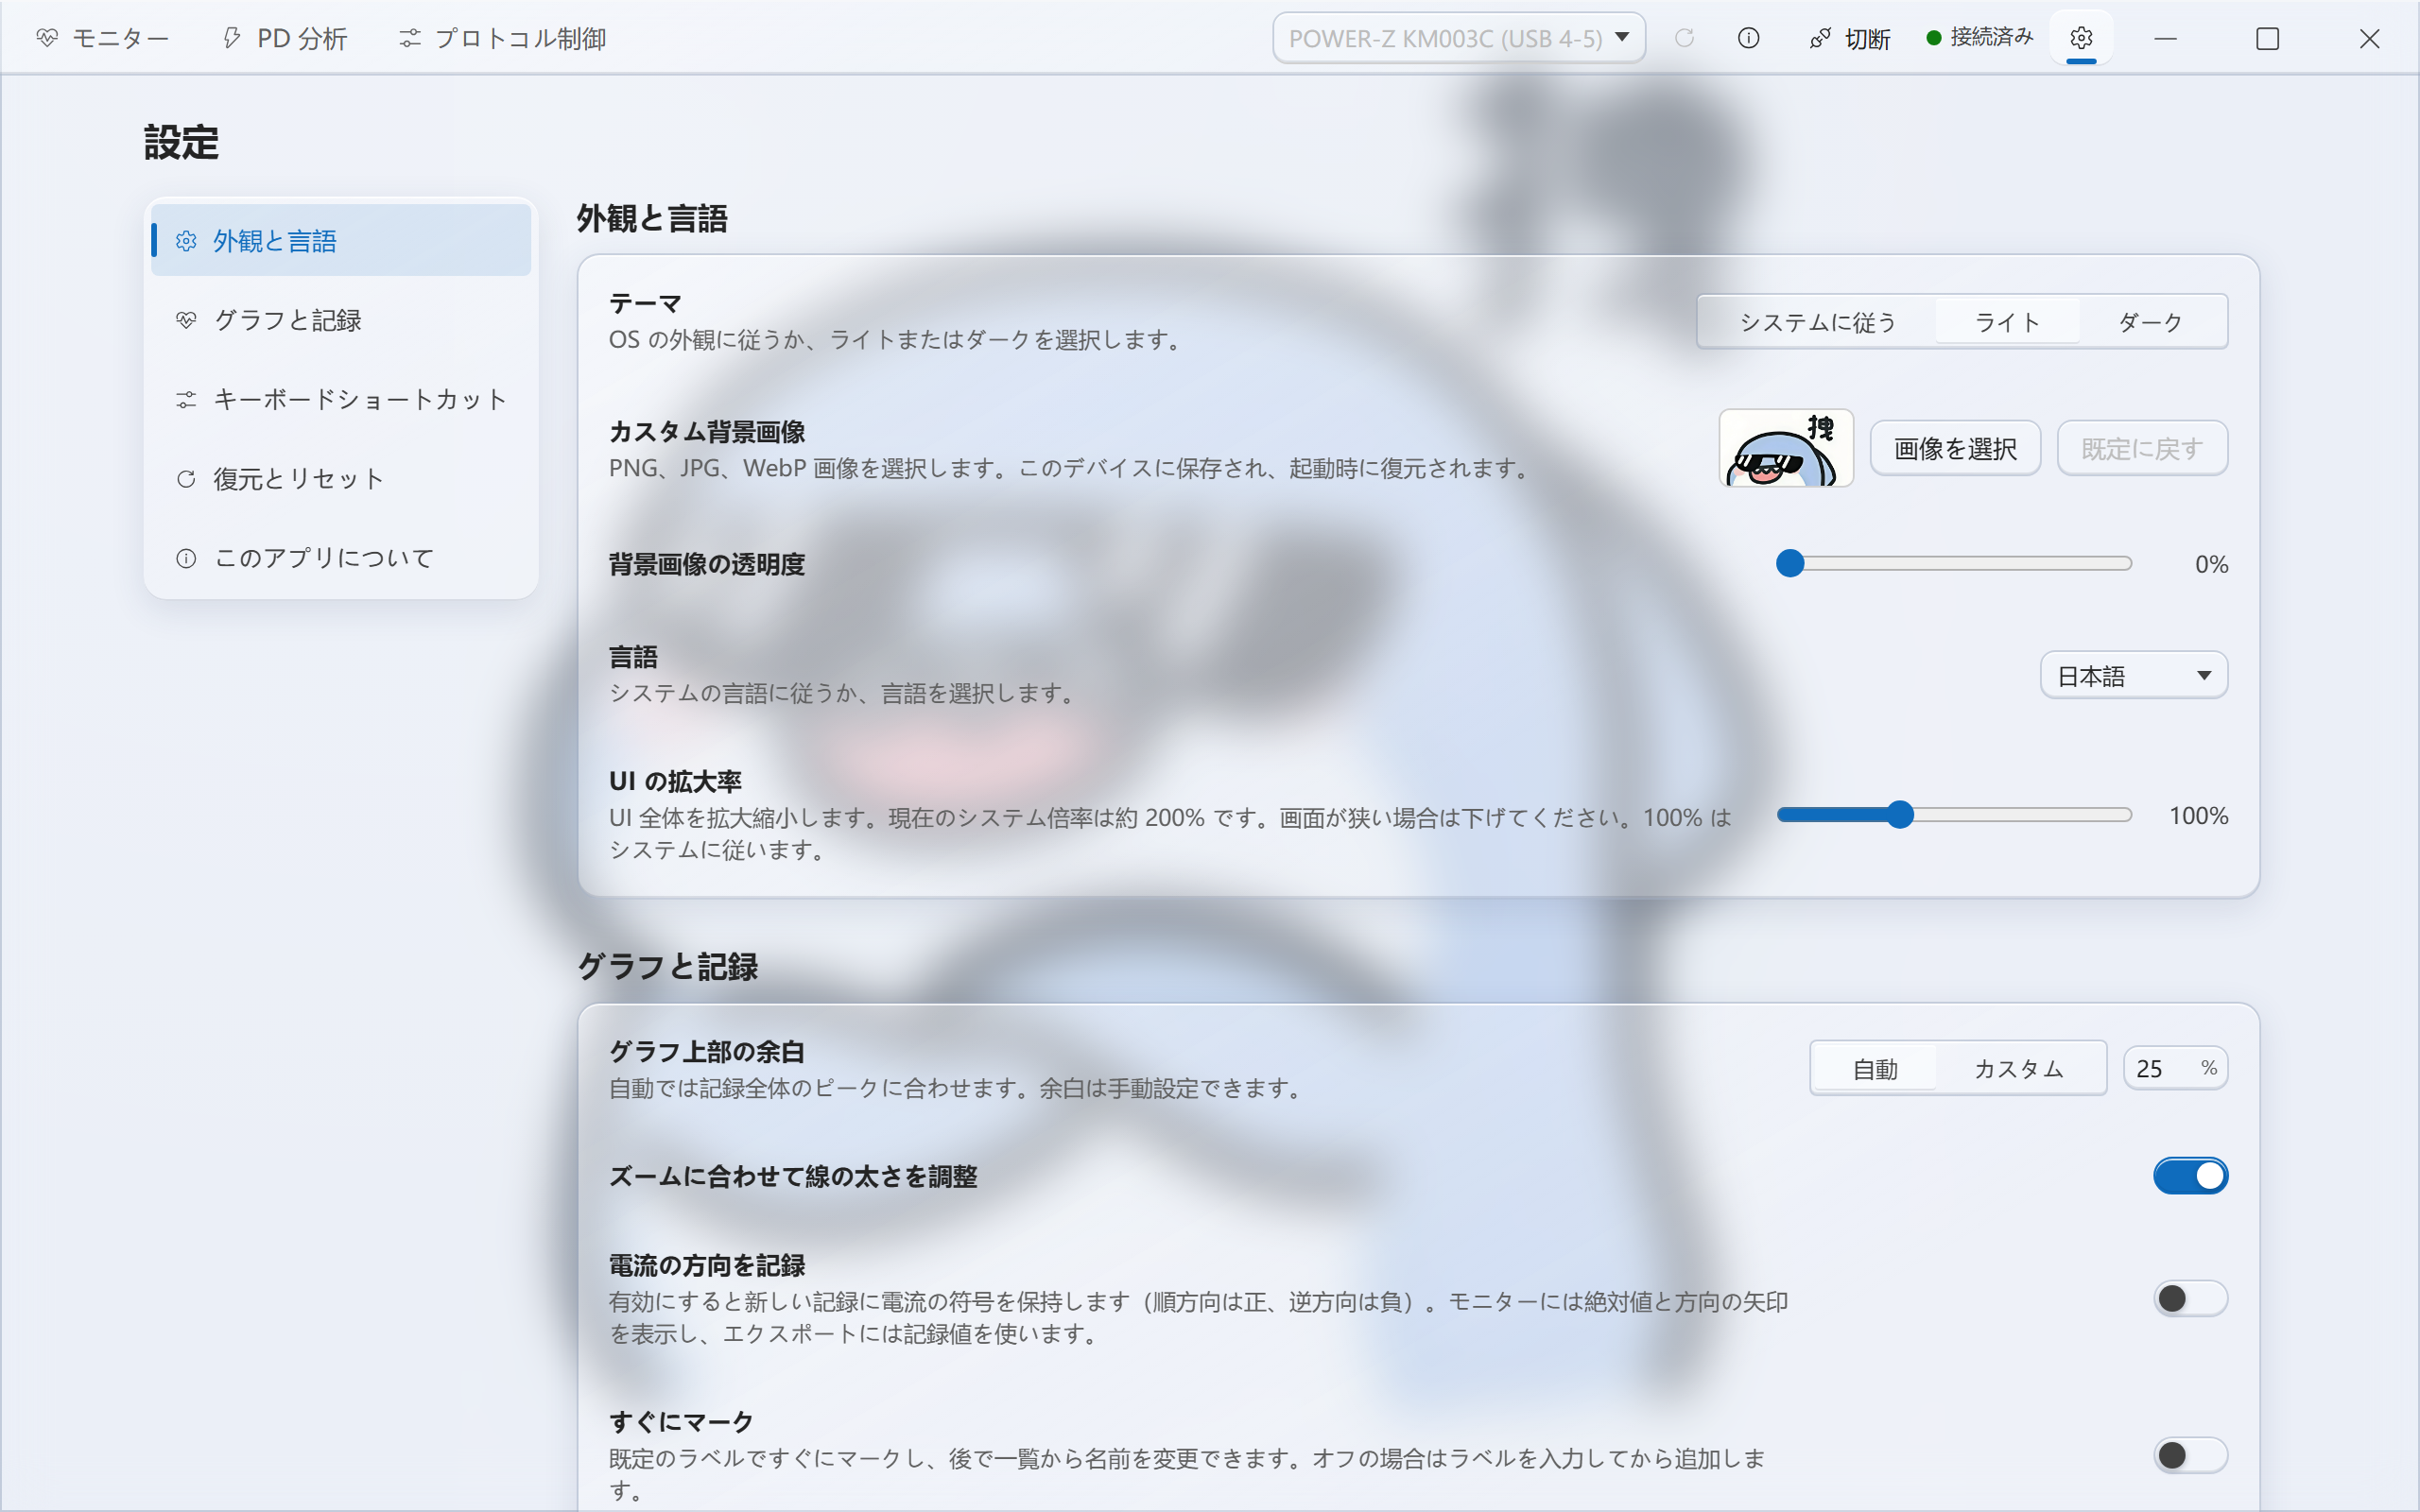 モニター
PD 分析
プロトコル制御
POWER-Z KM003C (USB 4-5)
切断
接続済み
設定
外観と言語
グラフと記録
キーボードショートカット
復元とリセット
このアプリについて
外観と言語
テーマ
OS の外観に従うか、ライトまたはダークを選択します。
システムに従う
ライト
ダーク
カスタム背景画像
PNG、JPG、WebP 画像を選択します。このデバイスに保存され、起動時に復元されます。
拽
画像を選択
既定に戻す
背景画像の透明度
0%
言語
システムの言語に従うか、言語を選択します。
日本語
UI の拡大率
UI 全体を拡大縮小します。現在のシステム倍率は約 200% です。画面が狭い場合は下げてください。100% は
システムに従います。
100%
グラフと記録
グラフ上部の余白
自動では記録全体のピークに合わせます。余白は手動設定できます。
自動
カスタム
25 %
ズームに合わせて線の太さを調整
電流の方向を記録
有効にすると新しい記録に電流の符号を保持します（順方向は正、逆方向は負）。モニターには絶対値と方向の矢印
を表示し、エクスポートには記録値を使います。
すぐにマーク
既定のラベルですぐにマークし、後で一覧から名前を変更できます。オフの場合はラベルを入力してから追加しま
す。